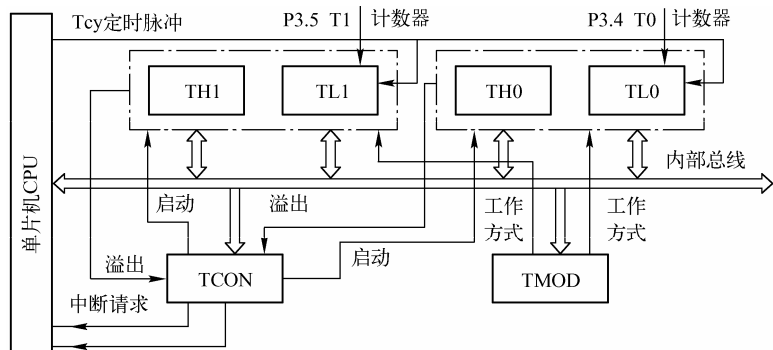 Tcy定时脉冲
P3.5 T1 计数器
P3.4 T0 计数器
TH1
TL1
TH0
TL0
内部总线
单片机CPU
启动
溢出
工作
方式
工作
方式
溢出
TCON
启动
TMOD
中断请求